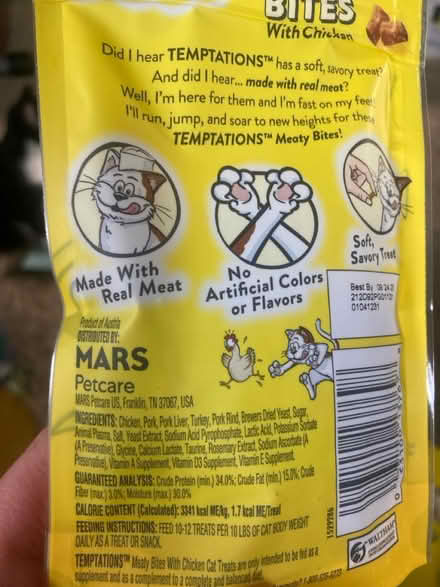 BITES
With Chicken
Did I hear TEMPTATIONS™ has a soft, savory treat?
And did I hear... made with real meat?
Well, I'm here for them and I'm fast on my feet
I'll run, jump, and soar to new heights for these
TEMPTATIONS™ Meaty Bites!
Made With
Real Meat
No
Artificial Colors
or Flavors
Soft,
Savory Treat
Best By
01041231
Product of Austria
DISTRIBUTED BY:
MARS
Petcare
MARS Petcare US, Franklin, TN 37067, USA
INGREDIENTS: Chicken, Pork, Pork Liver, Turkey, Pork Rind, Brewers Dried Yeast, Sugar,
Animal Plasma, Salt, Yeast Extract, Sodium Acid Pyrophosphate, Lactic Acid, Potassium Sorbate
(A Preservative), Glycine, Calcium Lactate, Taurine, Rosemary Extract, Sodium Ascorbate (A
Preservative), Vitamin A Supplement, Vitamin D3 Supplement, Vitamin E Supplement.
GUARANTEED ANALYSIS: Crude Protein (min.) 34.0%; Crude Fat (min.) 15.0%; Crude
Fiber (max.) 3.0%; Moisture (max.) 30.0%
CALORIE CONTENT (Calculated): 3341 kcal ME/kg, 1.7 kcal ME/Treat
FEEDING INSTRUCTIONS: FEED 10-12 TREATS PER 10 LBS OF CAT BODY WEIGHT
DAILY AS A TREAT OR SNACK.
TEMPTATIONS™ Meaty Bites With Chicken Cat Treats are only intended to be fed as a
supplement and as a complement to a complete and balanced diet.
WALTHAM